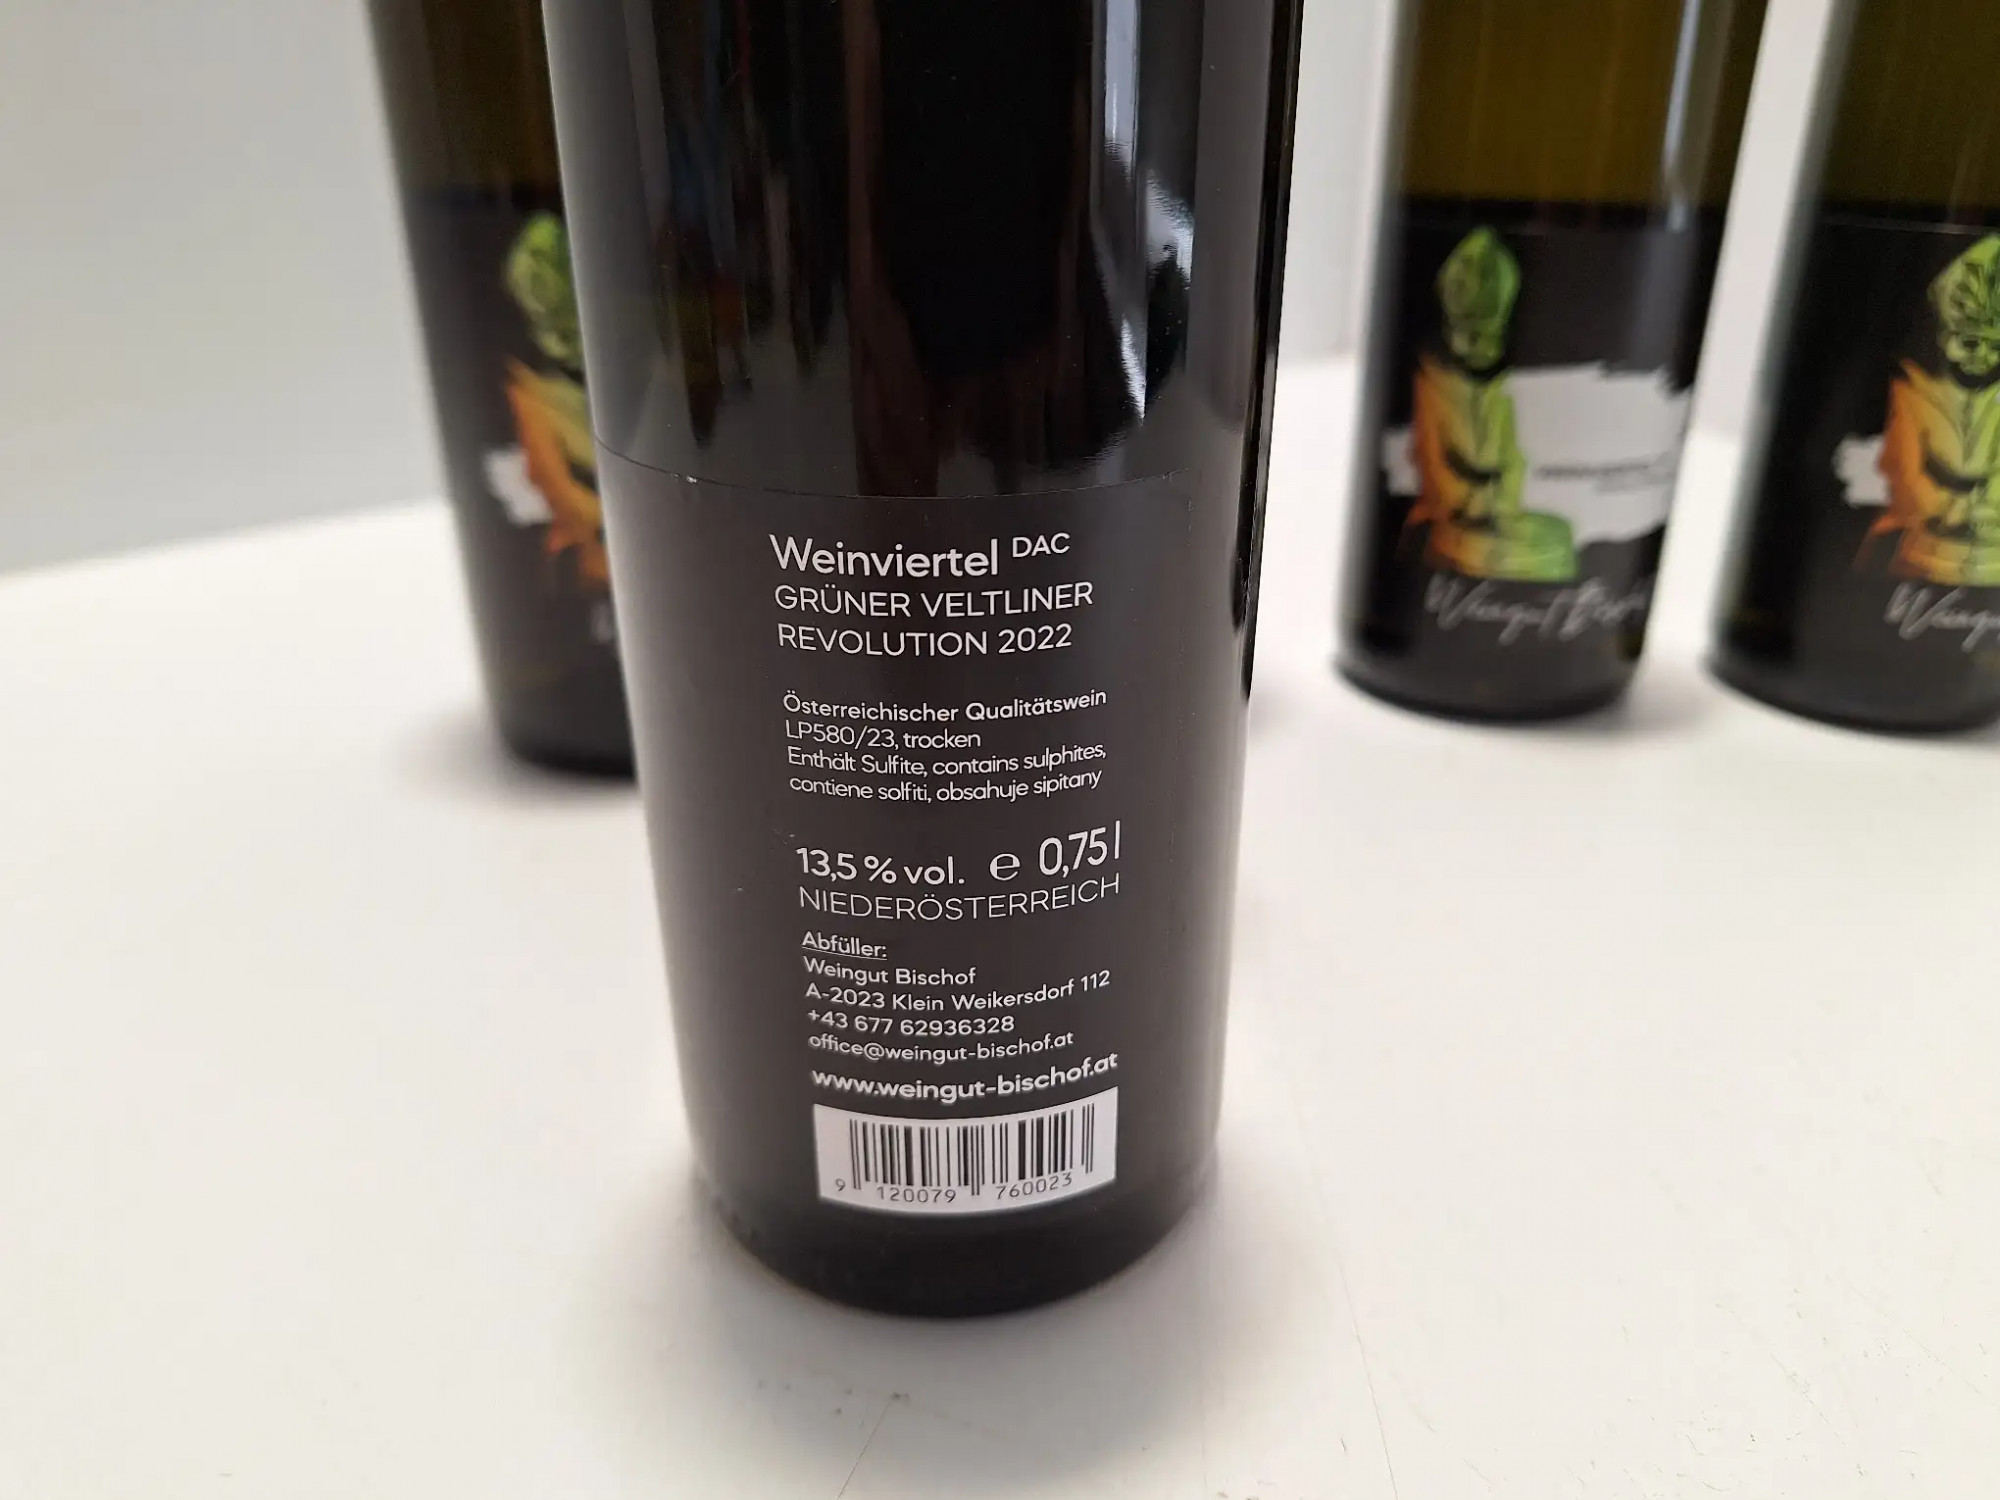 Weinviertel DAC
GRÜNER VELTLINER
REVOLUTION 2022
Österreichischer Qualitätswein
LP580/23, trocken
Enthält Sulfite, contains sulphites,
contiene solfiti, obsahuje sipitany
13,5 % vol. ℮ 0,75 l
NIEDERÖSTERREICH
Abfüller:
Weingut Bischof
A-2023 Klein Weikersdorf 112
+43 677 62936328
office@weingut-bischof.at
www.weingut-bischof.at
9 120079 760023
Weingut Bischof